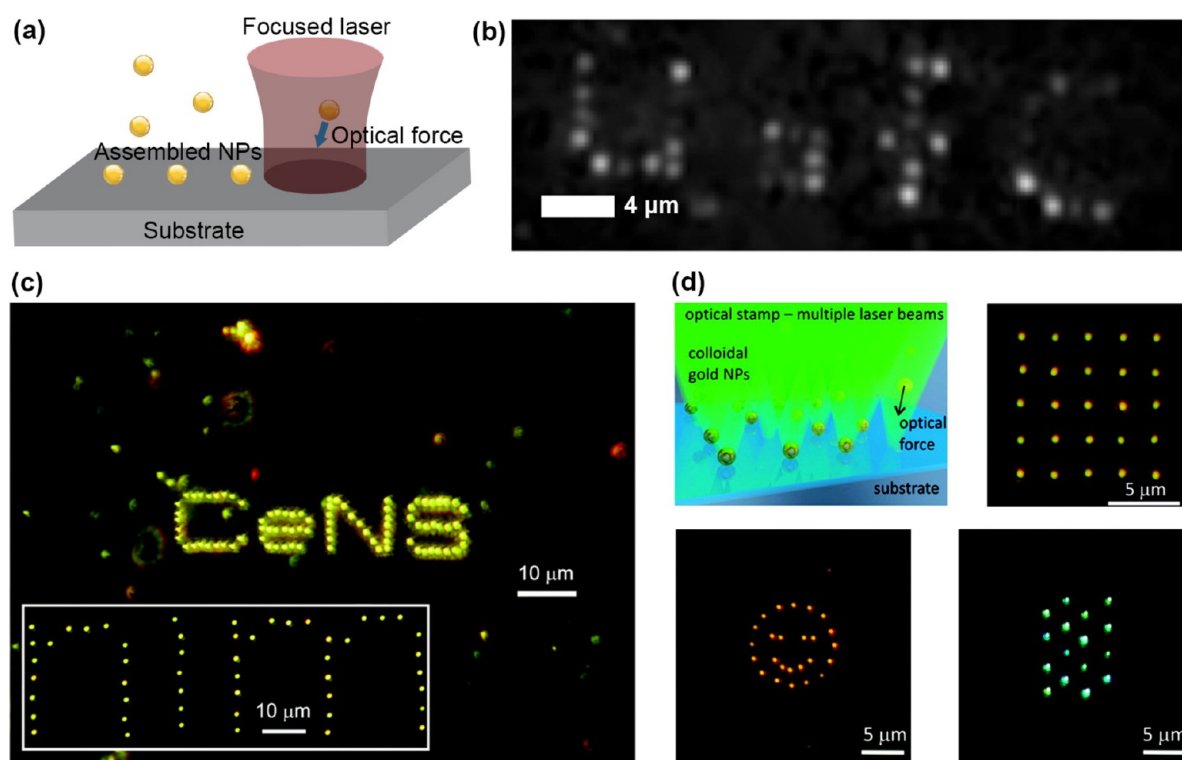 (a)
Focused laser
Optical force
Assembled NPs
Substrate
(b)
4 μm
(c)
CeNS
10 μm
10 μm
(d)
optical stamp – multiple laser beams
colloidal
gold NPs
optical
force
substrate
5 μm
5 μm
5 μm